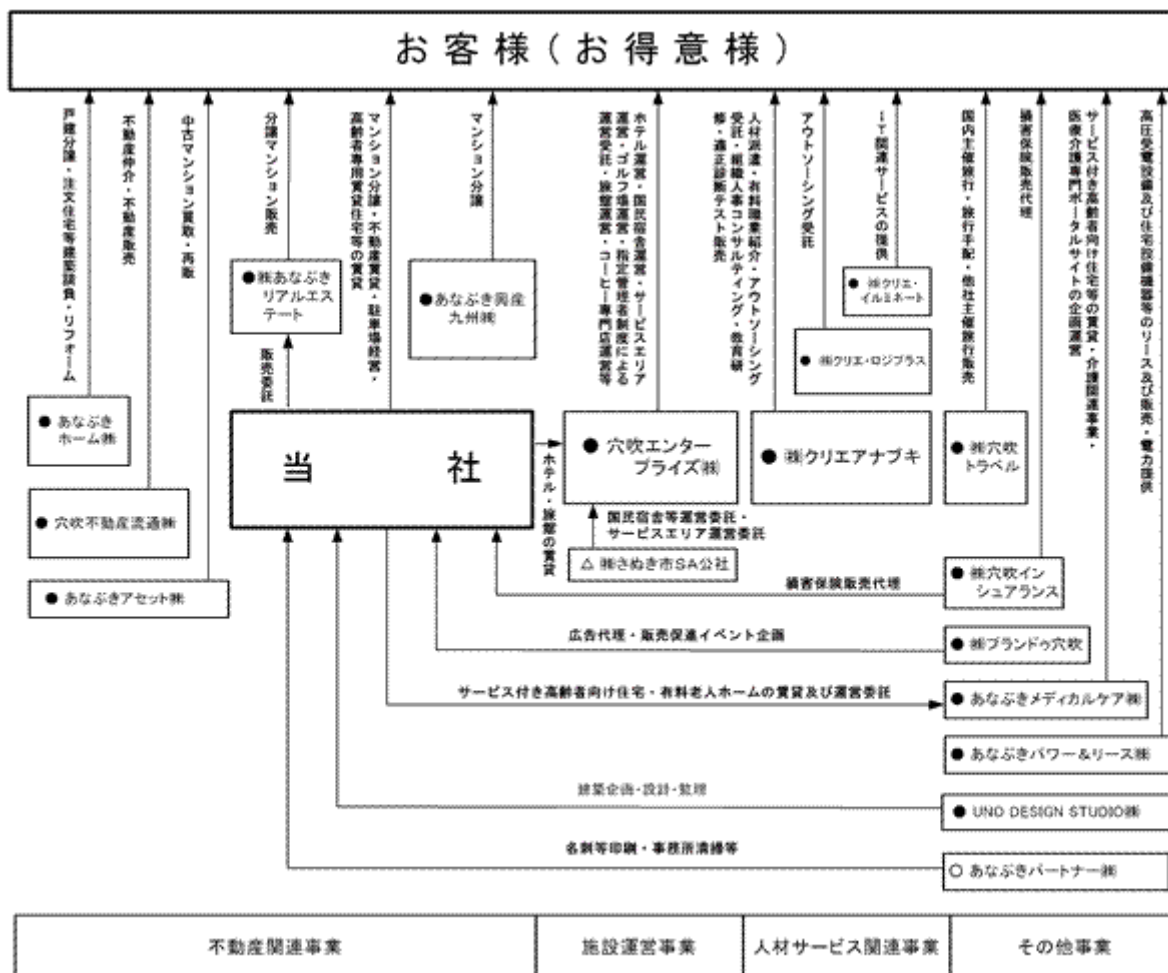 お客様(お得意様)
戸建分譲・注文住宅等建築請負・リフォーム
不動産仲介・不動産販売
中古マンション買取・再販
分譲マンション販売
マンション分譲・不動産賃貸・駐車場経営・
高齢者専用賃貸住宅等の賃貸
マンション分譲
ホテル運営・国民宿舎運営・サービスエリア
運営・ゴルフ場運営・指定管理者制度による
運営受託・旅館運営・コーヒー専門店運営等
人材派遣・有料職業紹介・アウトソーシング
受託・組織人事コンサルティング・教育研
修・適正診断テスト販売
アウトソーシング受託
IT関連サービスの提供
国内主催旅行・旅行手配・他社主催旅行販売
損害保険販売代理
サービス付き高齢者向け住宅等の賃貸・介護関連事業・
医療介護専門ポータルサイトの企画運営
高圧受電設備及び住宅設備機器等のリース及び販売・電力提供
●㈱あなぶき
リアルエス
テート
●あなぶき興産
九州㈱
● ㈱クリエ・
イルミネート
● ㈱クリエ・ロジプラス
販売委託
● あなぶき
ホーム㈱
● 穴吹不動産流通㈱
● あなぶきアセット㈱
当社
ホテル・旅館の賃貸
● 穴吹エンター
プライズ㈱
● ㈱クリエアナブキ
● ㈱穴吹
トラベル
国民宿舎等運営委託・
サービスエリア運営委託
△ ㈱さぬき市SA公社
● ㈱穴吹イン
シュアランス
損害保険販売代理
● ㈱ブランドゥ穴吹
広告代理・販売促進イベント企画
● あなぶきメディカルケア㈱
サービス付き高齢者向け住宅・有料老人ホームの賃貸及び運営委託
● あなぶきパワー&リース㈱
● UNO DESIGN STUDIO㈱
建築企画・設計・監理
○ あなぶきパートナー㈱
名刺等印刷・事務所清掃等
不動産関連事業
施設運営事業
人材サービス関連事業
その他事業